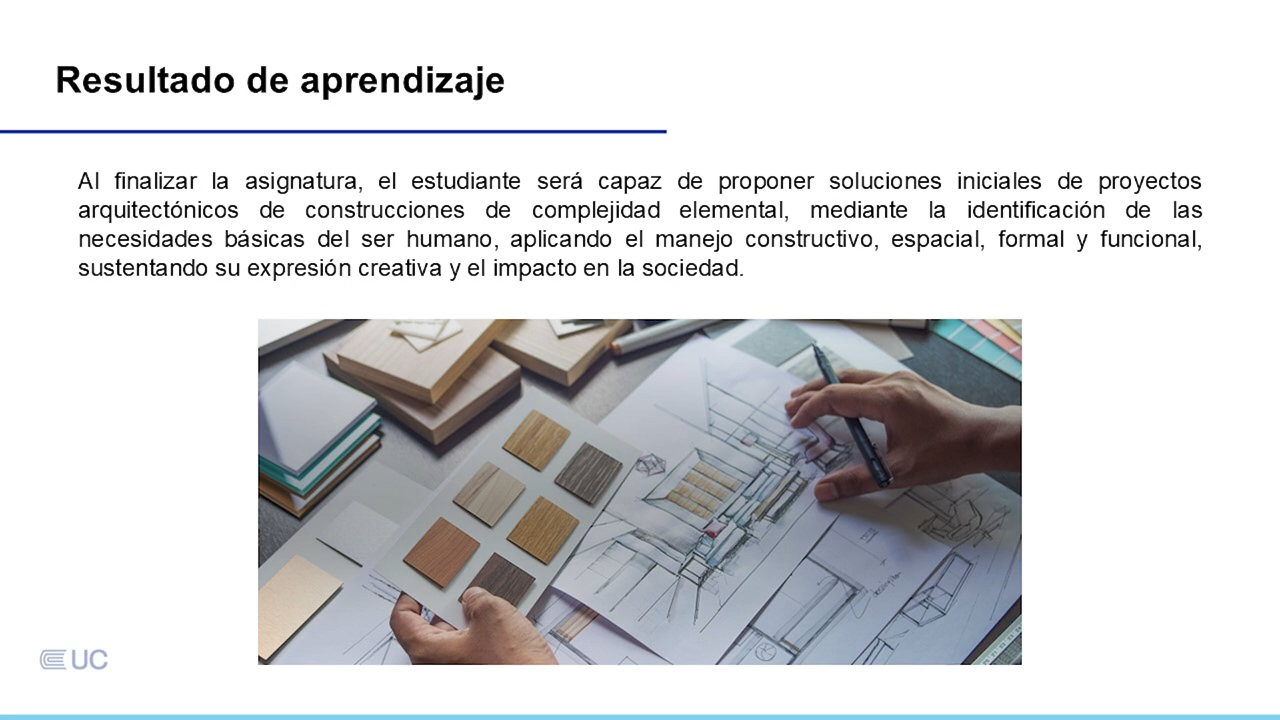 Resultado de aprendizaje
Al finalizar la asignatura, el estudiante será capaz de proponer soluciones iniciales de proyectos
arquitectónicos de construcciones de complejidad elemental, mediante la identificación de las
necesidades básicas del ser humano, aplicando el manejo constructivo, espacial, formal y funcional,
sustentando su expresión creativa y el impacto en la sociedad.
UC